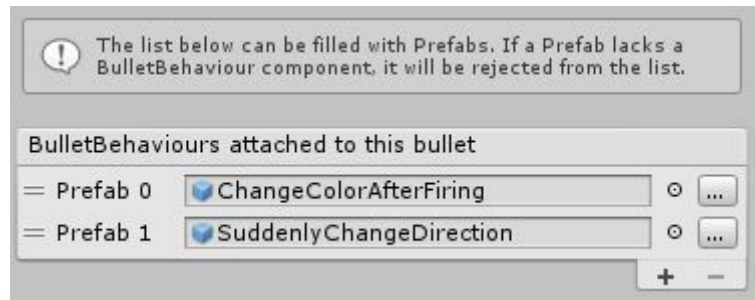 The list below can be filled with Prefabs. If a Prefab lacks a
BulletBehaviour component, it will be rejected from the list.
BulletBehaviours attached to this bullet
= Prefab 0 ChangeColorAfterFiring ...
= Prefab 1 SuddenlyChangeDirection ...
+ −